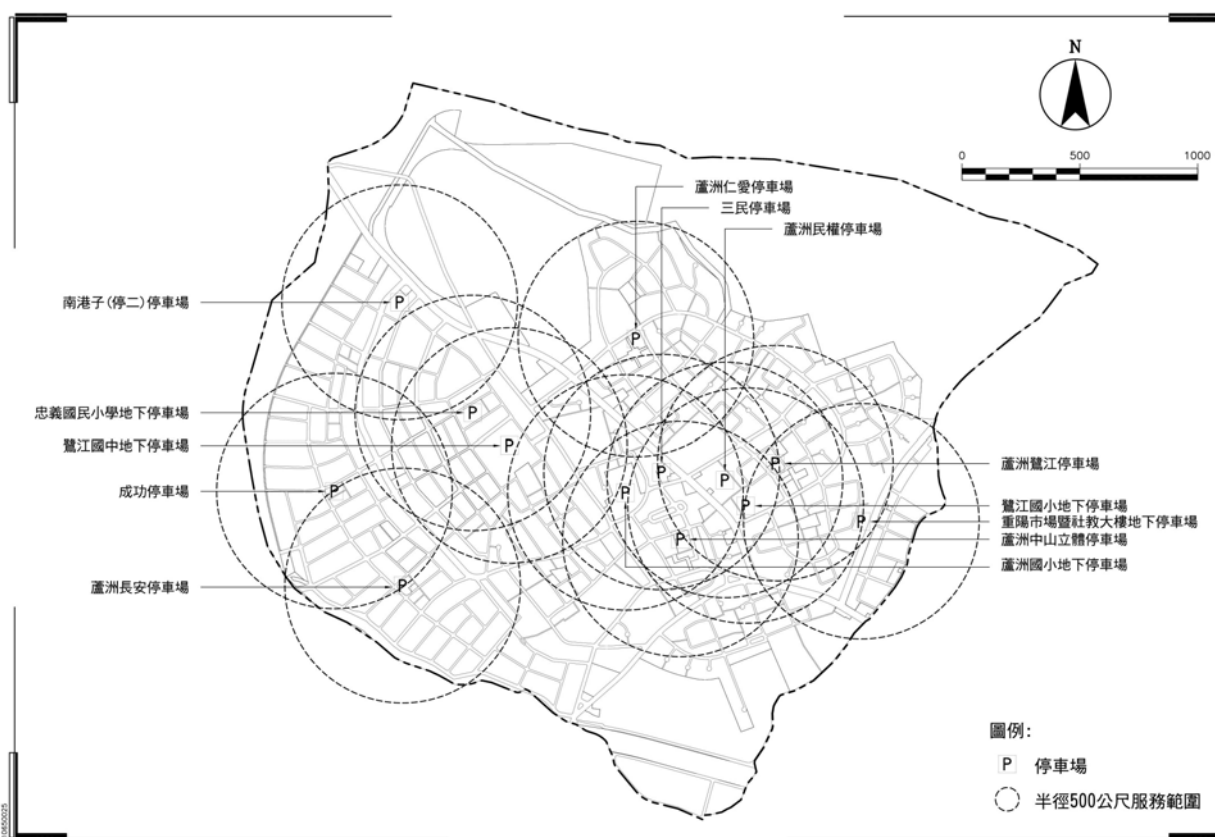 N
0 500 1000
蘆洲仁愛停車場
三民停車場
蘆洲民權停車場
南港子(停二)停車場
忠義國民小學地下停車場
鷺江國中地下停車場
成功停車場
蘆洲長安停車場
蘆洲鷺江停車場
鷺江國小地下停車場
重陽市場暨社教大樓地下停車場
蘆洲中山立體停車場
蘆洲國小地下停車場
P
P
P
P
P
P
P
P
P
P
P
P
P
圖例:
P 停車場
半徑500公尺服務範圍